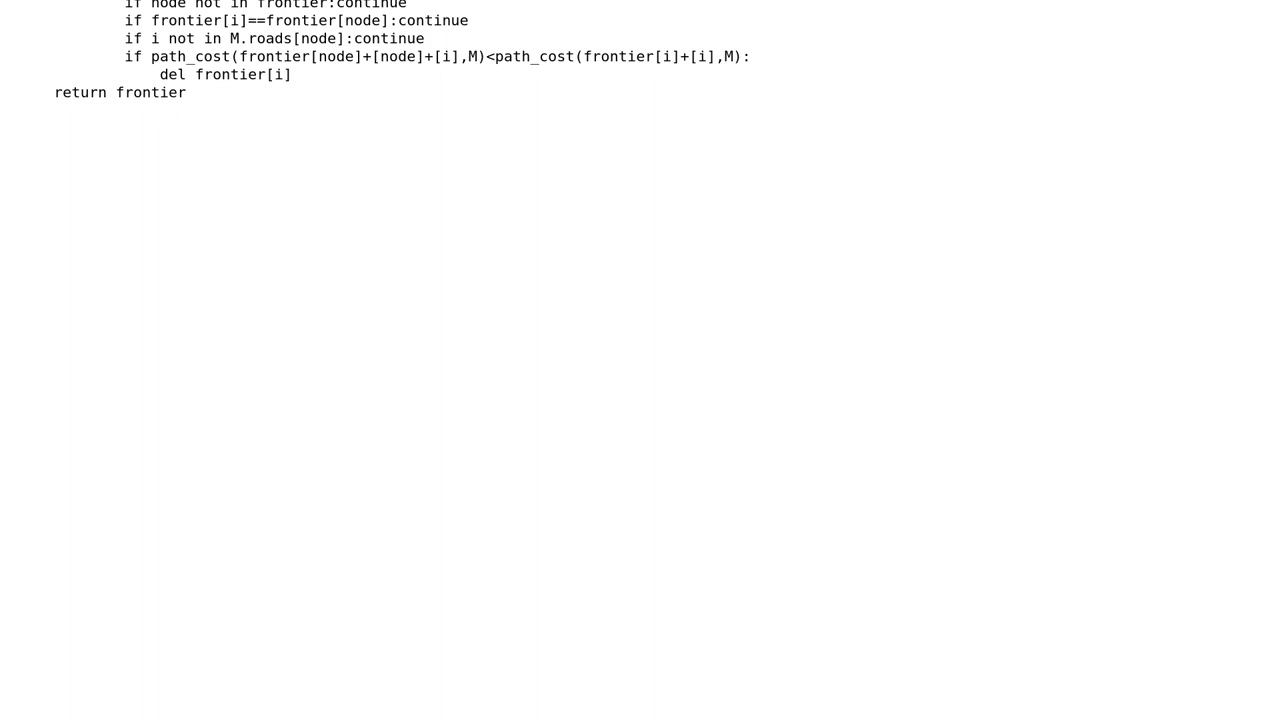 if node not in frontier:continue
if frontier[i]==frontier[node]:continue
if i not in M.roads[node]:continue
if path_cost(frontier[node]+[node]+[i],M)<path_cost(frontier[i]+[i],M):
del frontier[i]
return frontier